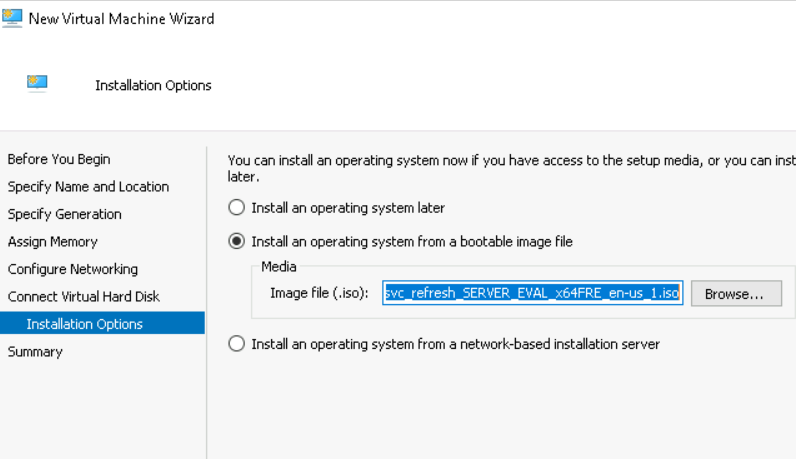 New Virtual Machine Wizard
Installation Options
Before You Begin
Specify Name and Location
Specify Generation
Assign Memory
Configure Networking
Connect Virtual Hard Disk
Installation Options
Summary
You can install an operating system now if you have access to the setup media, or you can inst
later.
Install an operating system later
Install an operating system from a bootable image file
Media
Image file (.iso): svc_refresh_SERVER_EVAL_x64FRE_en-us_1.iso Browse...
Install an operating system from a network-based installation server